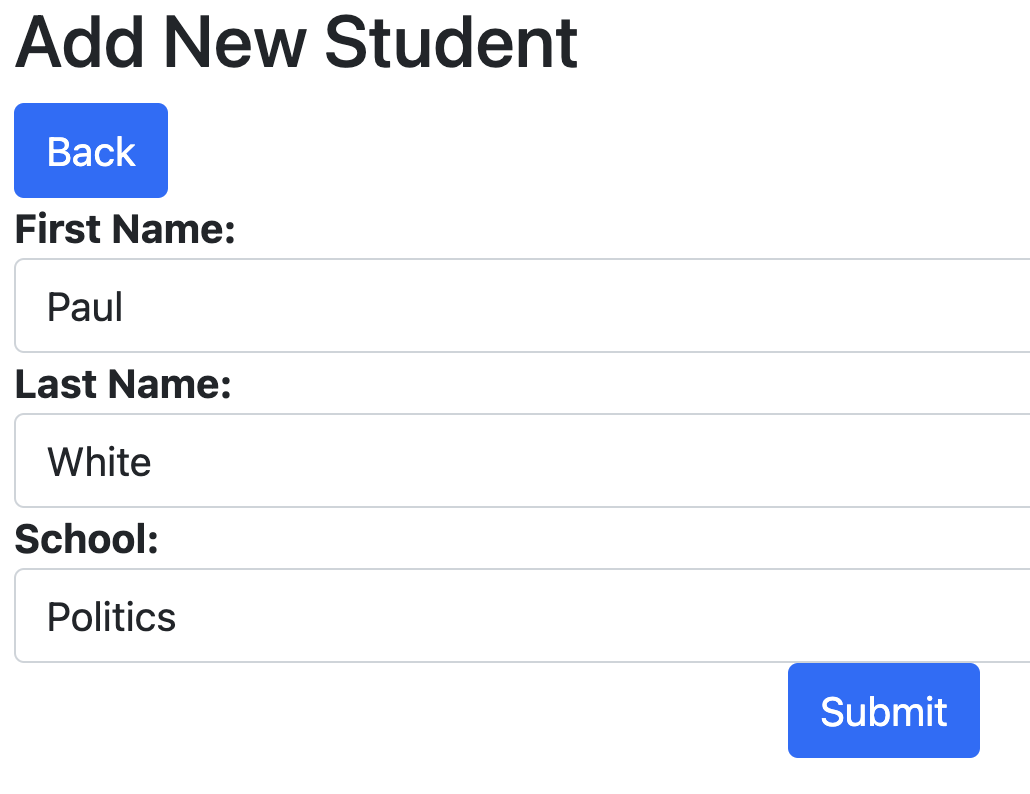 Add New Student
Back
First Name:
Paul
Last Name:
White
School:
Politics
Submit